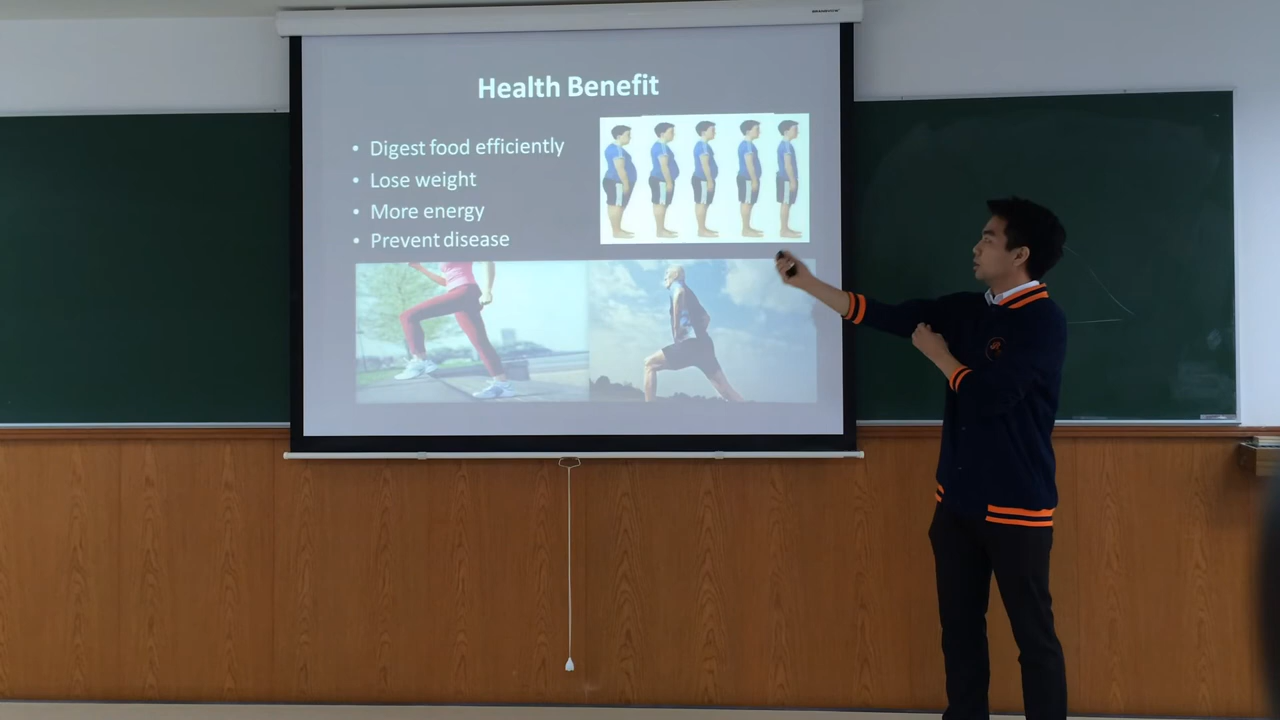 Health Benefit
• Digest food efficiently
• Lose weight
• More energy
• Prevent disease